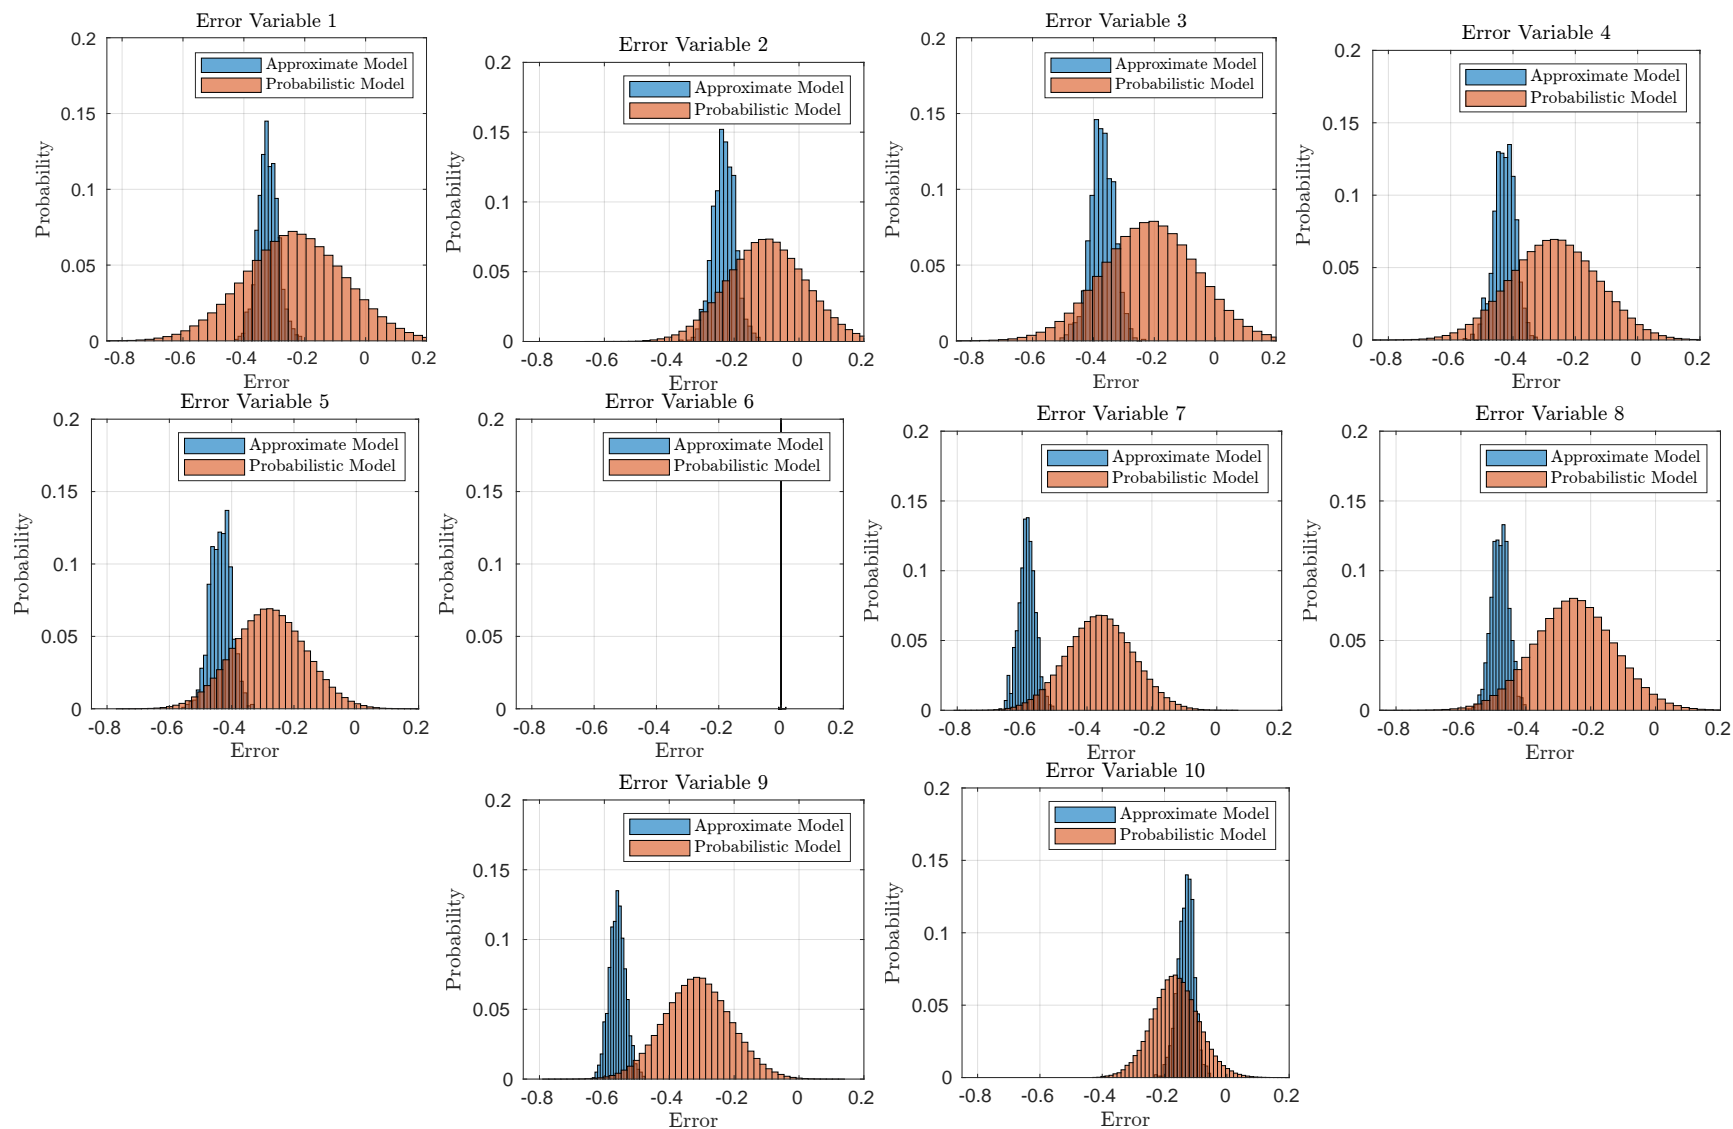 Error Variable 1
0.2
0.15
0.1
0.05
0
Probability
Approximate Model
Probabilistic Model
-0.8 -0.6 -0.4 -0.2 0 0.2
Error
Error Variable 2
0.2
0.15
0.1
0.05
0
Probability
Approximate Model
Probabilistic Model
-0.8 -0.6 -0.4 -0.2 0 0.2
Error
Error Variable 3
0.2
0.15
0.1
0.05
0
Probability
Approximate Model
Probabilistic Model
-0.8 -0.6 -0.4 -0.2 0 0.2
Error
Error Variable 4
0.2
0.15
0.1
0.05
0
Probability
Approximate Model
Probabilistic Model
-0.8 -0.6 -0.4 -0.2 0 0.2
Error
Error Variable 5
0.2
0.15
0.1
0.05
0
Probability
Approximate Model
Probabilistic Model
-0.8 -0.6 -0.4 -0.2 0 0.2
Error
Error Variable 6
0.2
0.15
0.1
0.05
0
Probability
Approximate Model
Probabilistic Model
-0.8 -0.6 -0.4 -0.2 0 0.2
Error
Error Variable 7
0.2
0.15
0.1
0.05
0
Probability
Approximate Model
Probabilistic Model
-0.8 -0.6 -0.4 -0.2 0 0.2
Error
Error Variable 8
0.2
0.15
0.1
0.05
0
Probability
Approximate Model
Probabilistic Model
-0.8 -0.6 -0.4 -0.2 0 0.2
Error
Error Variable 9
0.2
0.15
0.1
0.05
0
Probability
Approximate Model
Probabilistic Model
-0.8 -0.6 -0.4 -0.2 0 0.2
Error
Error Variable 10
0.2
0.15
0.1
0.05
0
Probability
Approximate Model
Probabilistic Model
-0.8 -0.6 -0.4 -0.2 0 0.2
Error